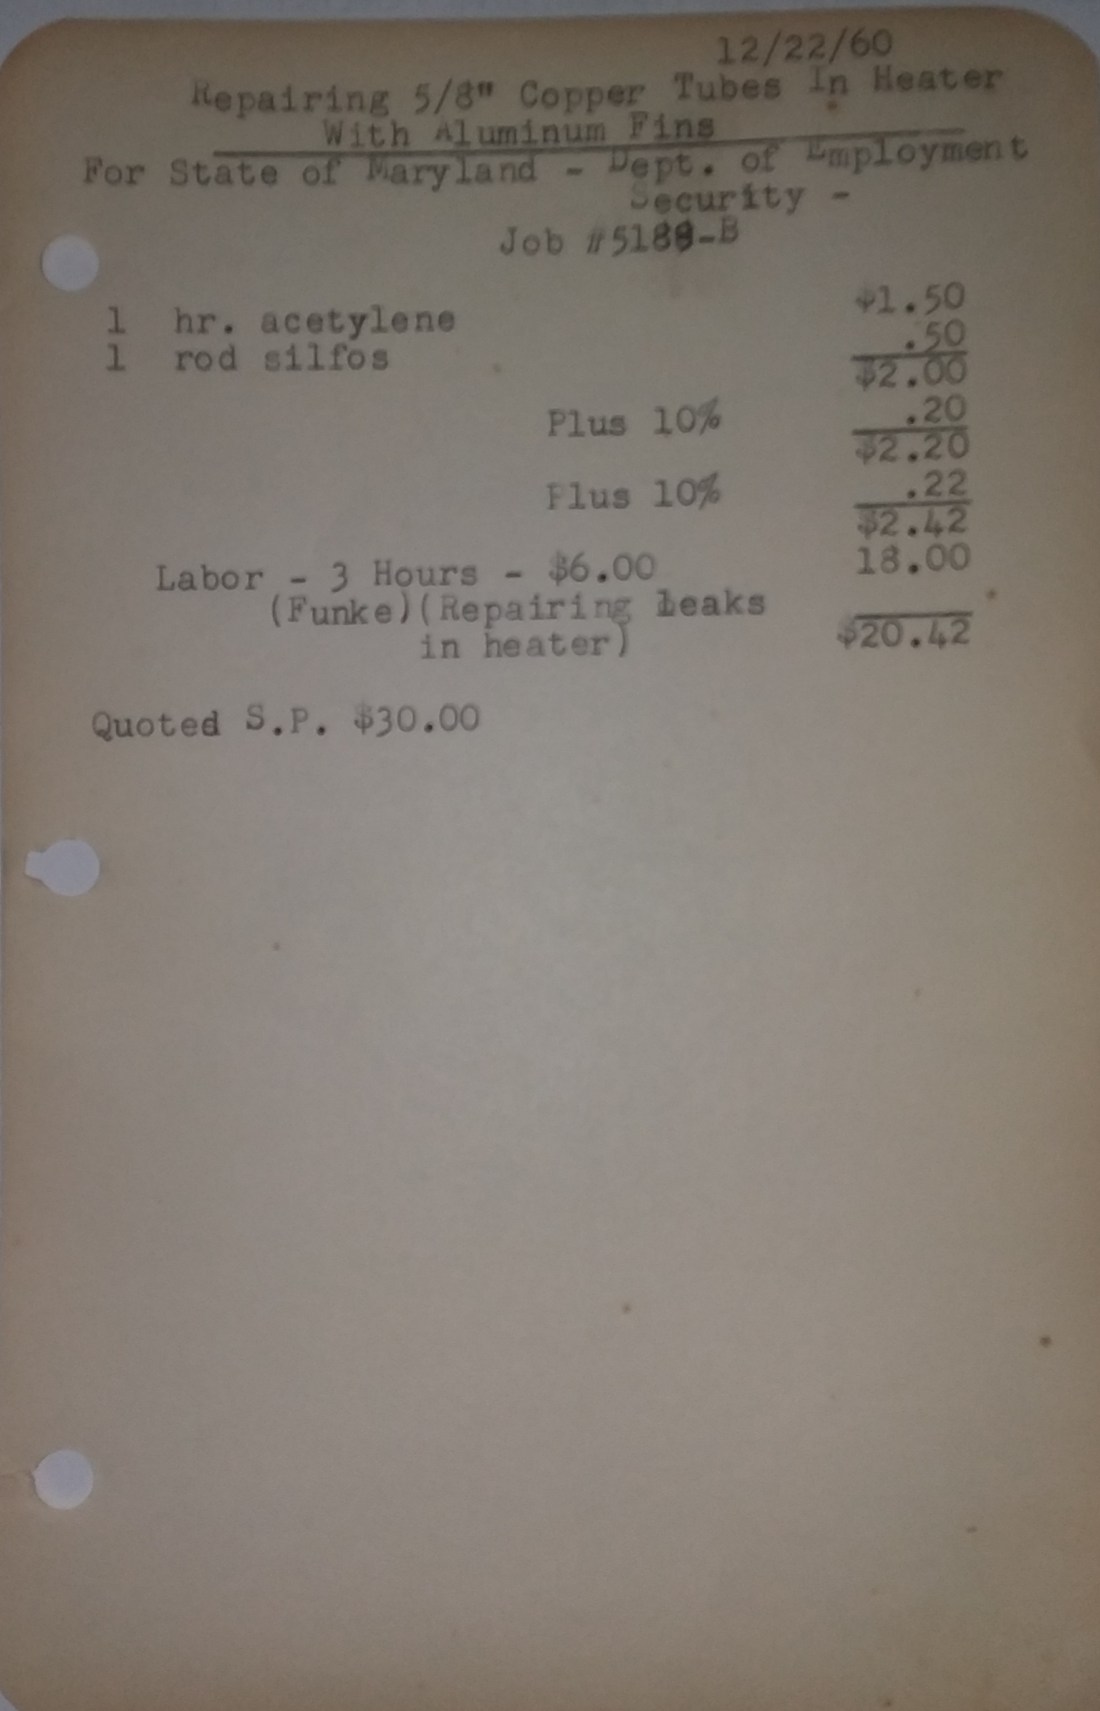 12/22/60
Repairing 5/8" Copper Tubes In Heater
With Aluminum Fins
For State of Maryland - Dept. of Employment
Security -
Job #5188-B
1 hr. acetylene $1.50
1 rod silfos .50
$2.00
Plus 10% .20
$2.20
Plus 10% .22
$2.42
Labor - 3 Hours - $6.00 18.00
(Funke)(Repairing leaks
in heater) $20.42
Quoted S.P. $30.00